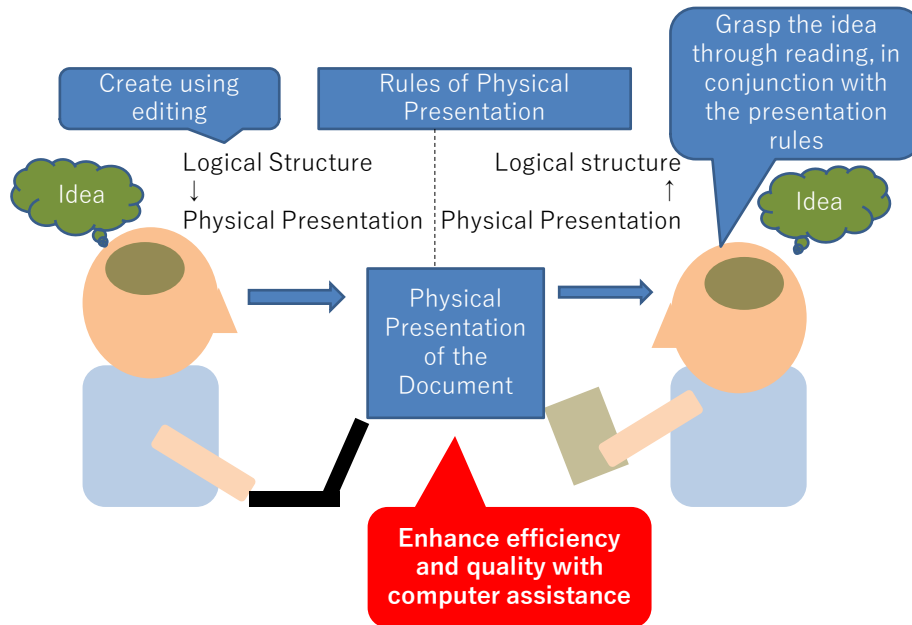 Create using
editing
Rules of Physical
Presentation
Grasp the idea
through reading, in
conjunction with
the presentation
rules
Logical Structure
↓
Physical Presentation
Logical structure
↑
Physical Presentation
Idea
Idea
Physical
Presentation
of the
Document
Enhance efficiency
and quality with
computer assistance